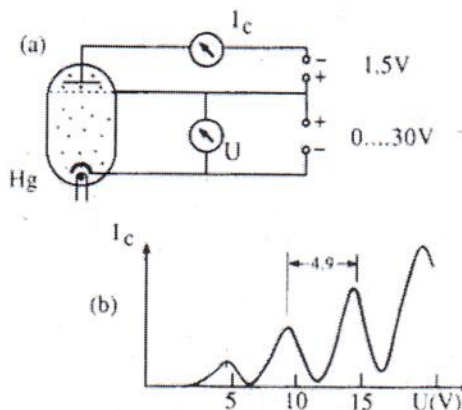 (a)
I_c
−
+
1.5V
+
−
0....30V
U
Hg
I_c
(b)
4.9
5 10 15 U(V)